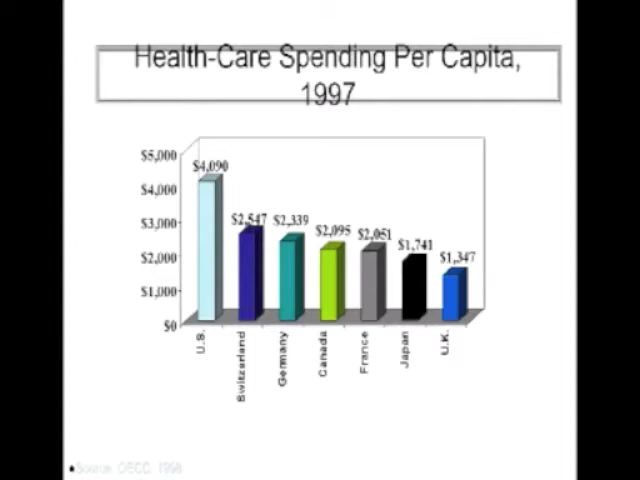 Health-Care Spending Per Capita,
1997
$5,000
$4,000
$3,000
$2,000
$1,000
$0
$4,090
$2,547
$2,339
$2,095
$2,051
$1,741
$1,347
U.S.
Switzerland
Germany
Canada
France
Japan
U.K.
Source: OECD, 1998